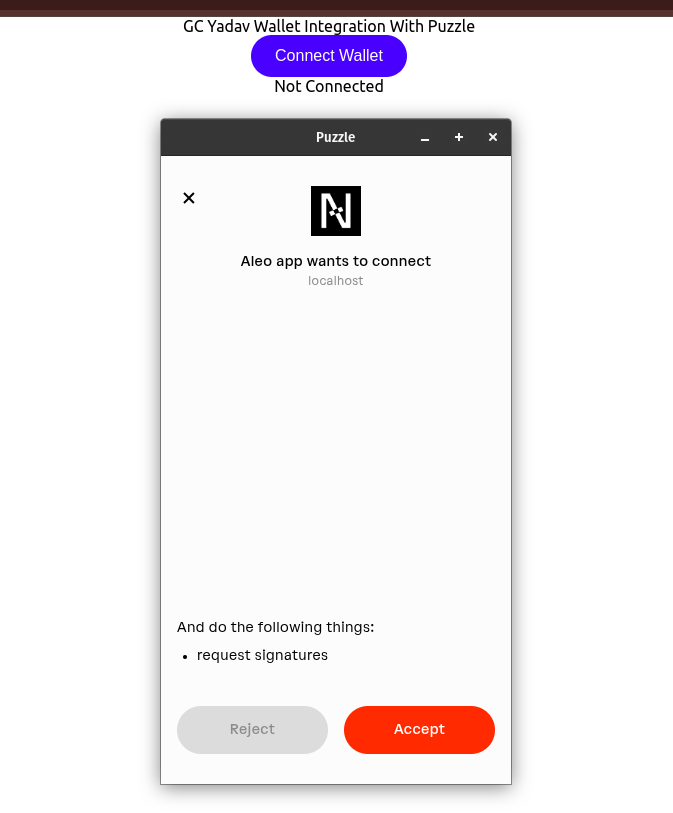 GC Yadav Wallet Integration With Puzzle
Connect Wallet
Not Connected
Puzzle
Aleo app wants to connect
localhost
And do the following things:
• request signatures
Reject
Accept